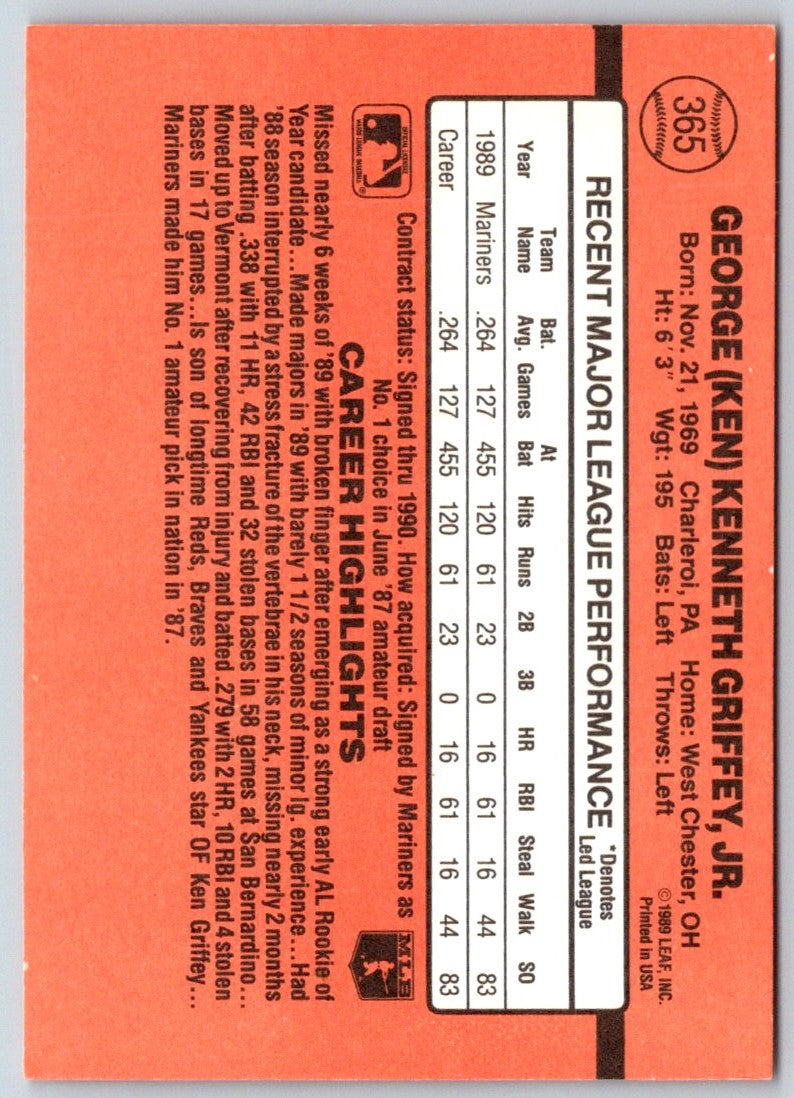 365
GEORGE (KEN) KENNETH GRIFFEY, JR.
Born: Nov. 21, 1969 Charleroi, PA Home: West Chester, OH
Ht: 6' 3" Wgt: 195 Bats: Left Throws: Left
©1989 LEAF, INC.
Printed in USA
RECENT MAJOR LEAGUE PERFORMANCE
*Denotes
Led League
Year Team Name Bat. Avg. Games At Bat Hits Runs 2B 3B HR RBI Steal Walk SO
1989 Mariners .264 127 455 120 61 23 0 16 61 16 44 83
Career .264 127 455 120 61 23 0 16 61 16 44 83
OFFICIAL LICENSEE
MAJOR LEAGUE BASEBALL
®
Contract status: Signed thru 1990. How acquired: Signed by Mariners as
No. 1 choice in June '87 amateur draft
MLB
CAREER HIGHLIGHTS
Missed nearly 6 weeks of '89 with broken finger after emerging as a strong early AL Rookie of
Year candidate...Made majors in '89 with barely 1 1/2 seasons of minor lg. experience...Had
'88 season interrupted by a stress fracture of the vertebrae in his neck, missing nearly 2 months
after batting .338 with 11 HR, 42 RBI and 32 stolen bases in 58 games at San Bernardino...
Moved up to Vermont after recovering from injury and batted .279 with 2 HR, 10 RBI and 4 stolen
bases in 17 games...Is son of longtime Reds, Braves and Yankees star OF Ken Griffey...
Mariners made him No. 1 amateur pick in nation in '87.